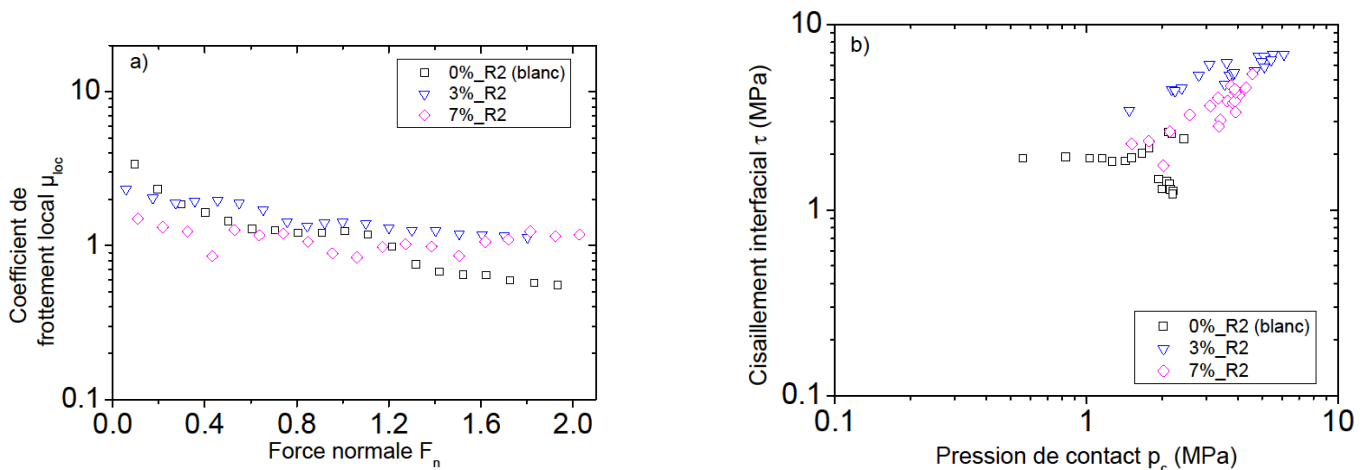 a)
0%_R2 (blanc)
3%_R2
7%_R2
10
1
0.1
0.0 0.4 0.8 1.2 1.6 2.0
Coefficient de
frottement local μloc
Force normale Fn
b)
10
1
0.1
0.1 1 10
0%_R2 (blanc)
3%_R2
7%_R2
Cisaillement interfacial τ (MPa)
Pression de contact pc (MPa)